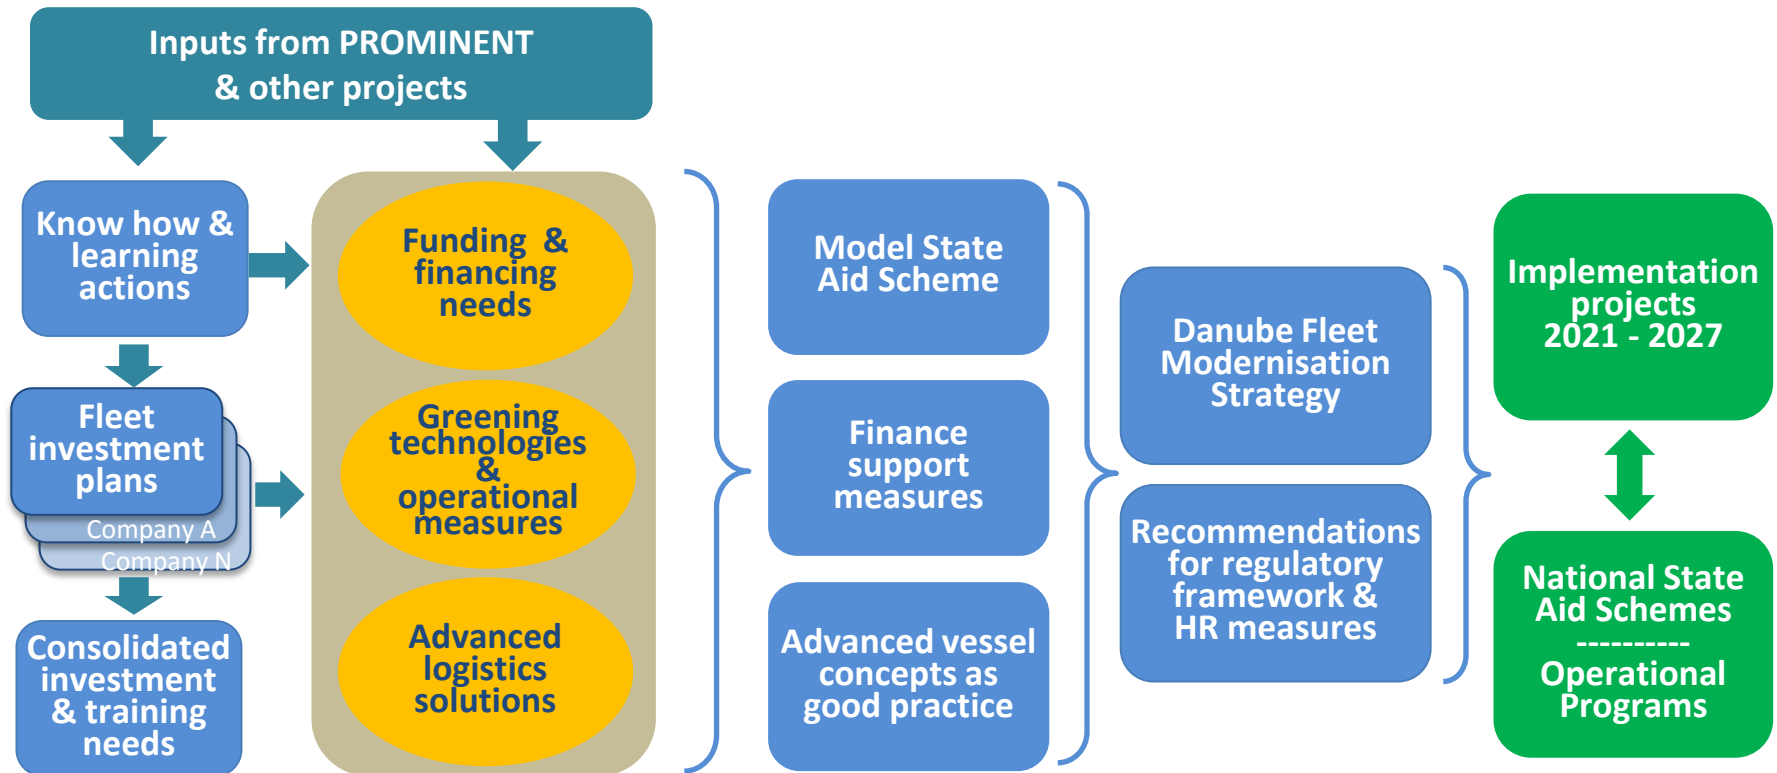 Inputs from PROMINENT
& other projects
Know how &
learning
actions
Fleet
investment
plans
Company A
Company N
Consolidated
investment
& training
needs
Funding &
financing
needs
Greening
technologies
&
operational
measures
Advanced
logistics
solutions
Model State
Aid Scheme
Finance
support
measures
Advanced vessel
concepts as
good practice
Danube Fleet
Modernisation
Strategy
Recommendations
for regulatory
framework &
HR measures
Implementation
projects
2021 - 2027
National State
Aid Schemes
----------
Operational
Programs